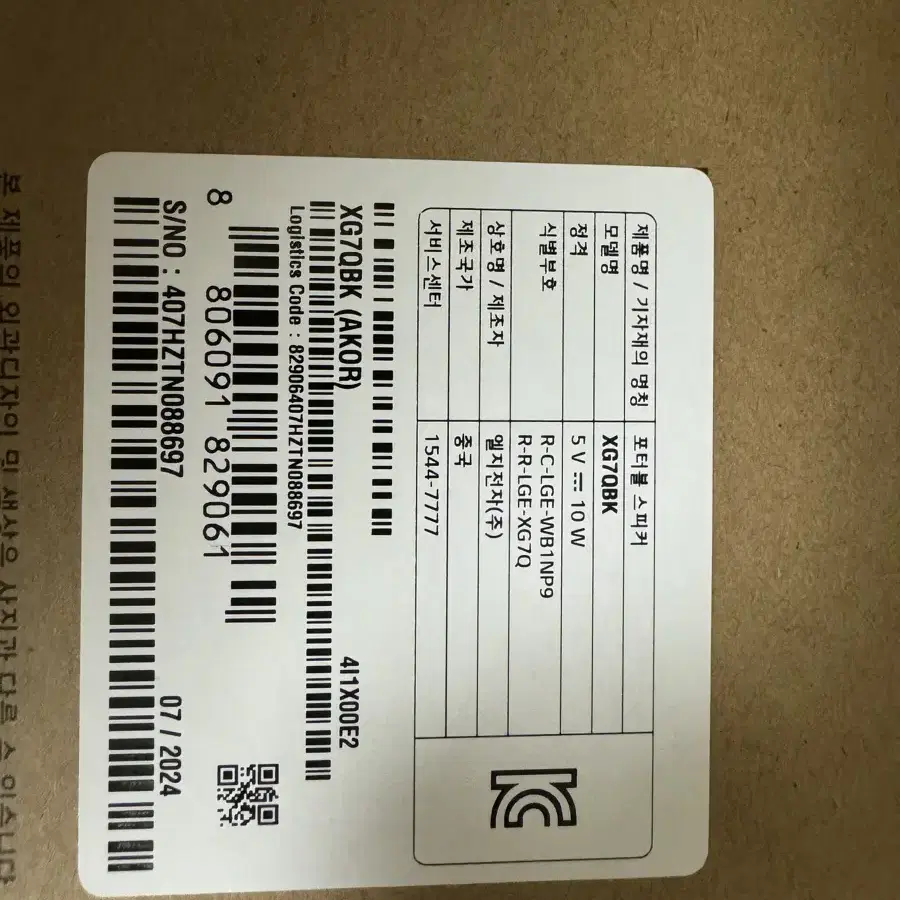 제품명 / 기자재의 명칭 포터블 스피커
모델명 XG7QBK
정격 5 V ⎓ 10 W
식별부호 R-C-LGE-WB1NP9
R-R-LGE-XG7Q
상호명 / 제조자 엘지전자(주)
제조국가 중국
서비스센터 1544-7777
XG7QBK (AKOR) 4I1X00E2
Logistics Code : 82906407HZTN088697
8 806091 829061
S/NO : 407HZTN088697 07 / 2024
본 제품의 외관디자인 및 색상은 사진과 다를 수 있습니다